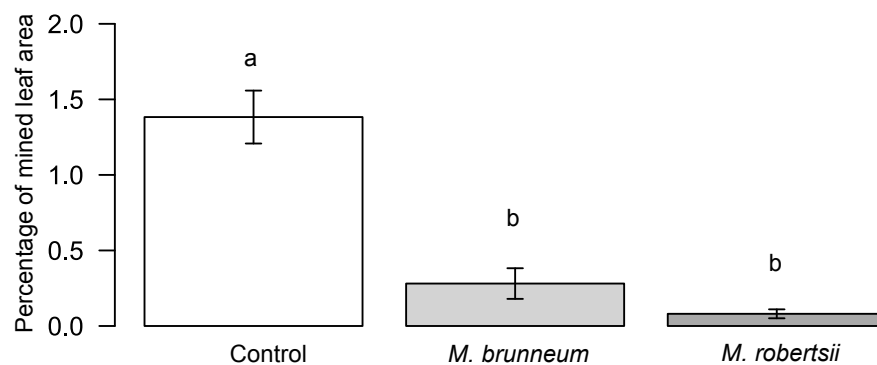 Percentage of mined leaf area
2.0
1.5
1.0
0.5
0.0
a
b
b
Control
M. brunneum
M. robertsii